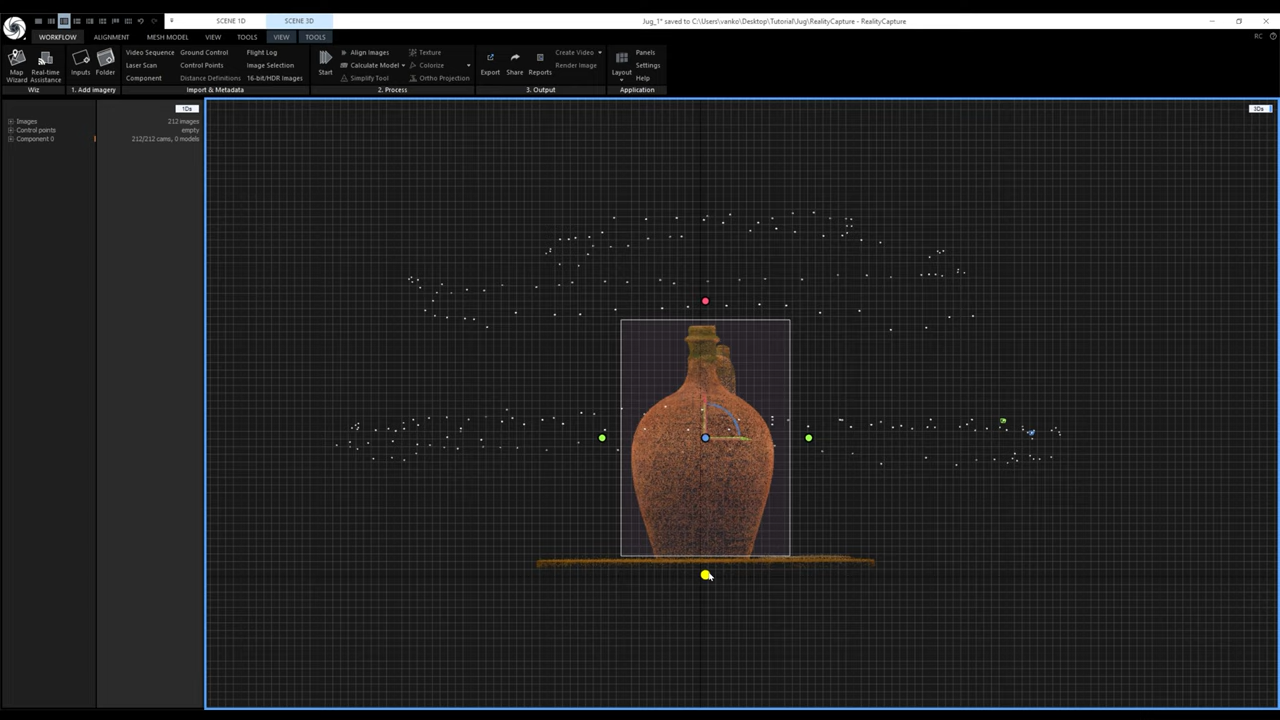 SCENE 1D SCENE 3D Jug_1* saved to C:\Users\vanko\Desktop\Tutorial\Jug\RealityCapture - RealityCapture
WORKFLOW ALIGNMENT MESH MODEL VIEW TOOLS VIEW TOOLS RC
Map Wizard
Real-time Assistance
Wiz
Inputs
Folder
1. Add imagery
Video Sequence Ground Control Flight Log
Laser Scan Control Points Image Selection
Component Distance Definitions 16-bit/HDR Images
Import & Metadata
Start
Align Images Texture
Calculate Model Colorize
Simplify Tool Ortho Projection
2. Process
Export
Share
Reports
Create Video
Render Image
3. Output
Layout
Panels
Settings
Help
Application
1Ds
3Ds
Images 212 images
Control points empty
Component 0 212/212 cams, 0 models